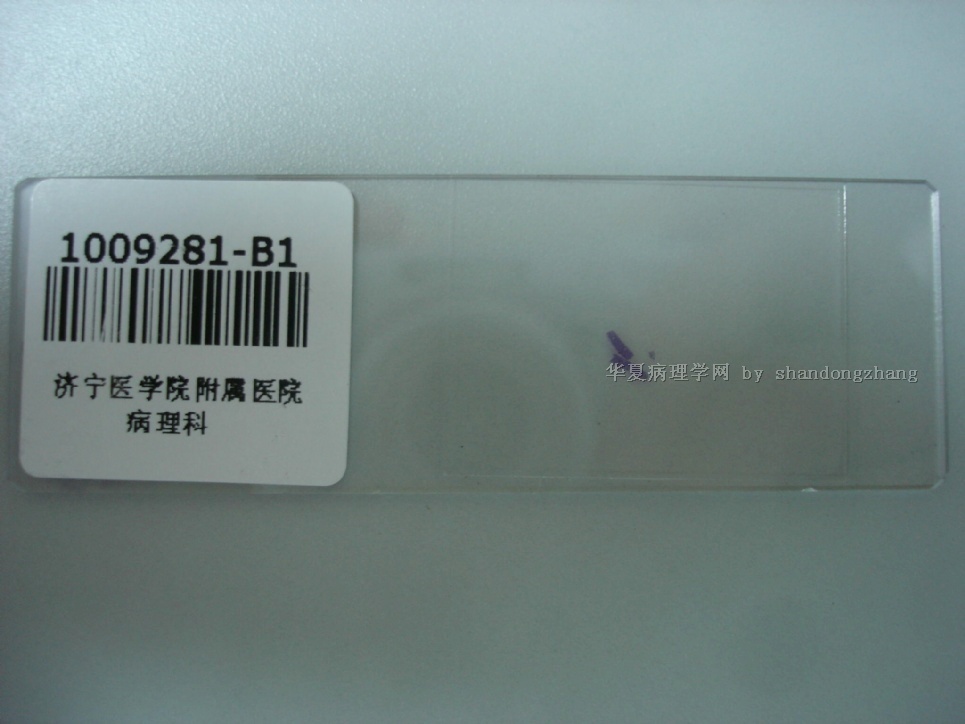 1009281-B1
济宁医学院附属医院
病理科
华夏病理学网 by shandongzhang